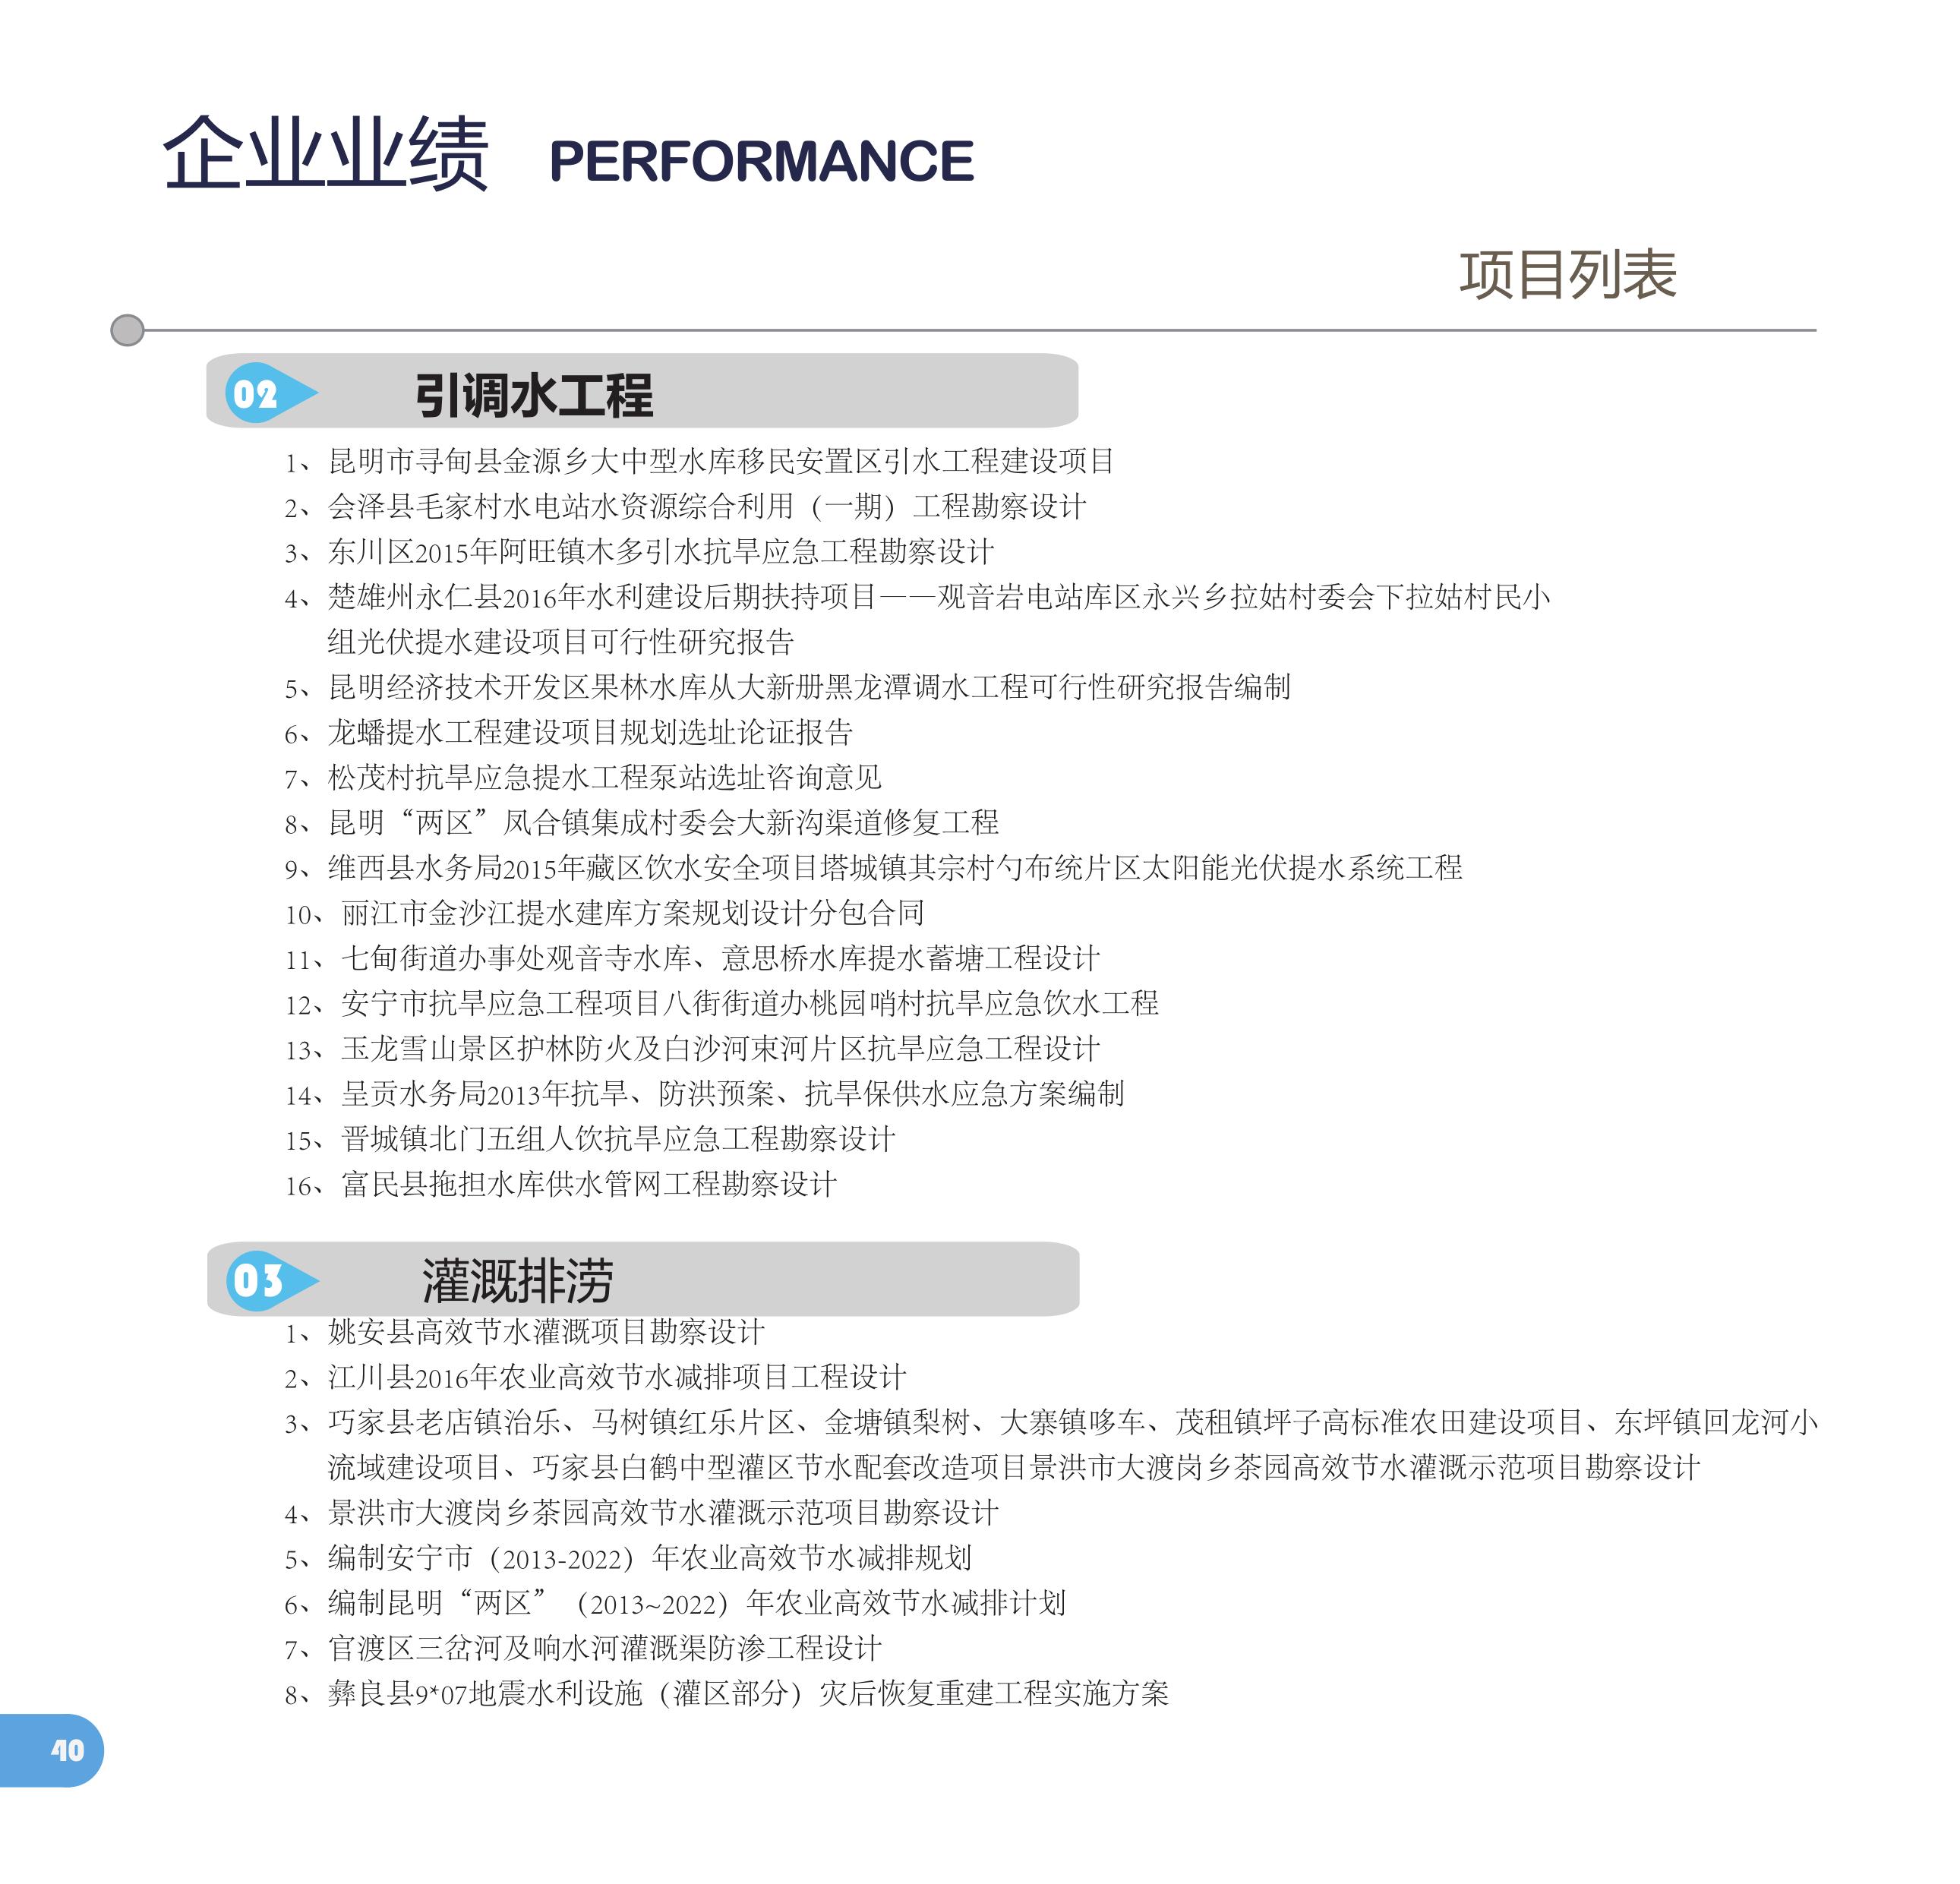 企业业绩 PERFORMANCE
项目列表
02 引调水工程
1、昆明市寻甸县金源乡大中型水库移民安置区引水工程建设项目
2、会泽县毛家村水电站水资源综合利用（一期）工程勘察设计
3、东川区2015年阿旺镇木多引水抗旱应急工程勘察设计
4、楚雄州永仁县2016年水利建设后期扶持项目——观音岩电站库区永兴乡拉姑村委会下拉姑村民小
组光伏提水建设项目可行性研究报告
5、昆明经济技术开发区果林水库从大新册黑龙潭调水工程可行性研究报告编制
6、龙蟠提水工程建设项目规划选址论证报告
7、松茂村抗旱应急提水工程泵站选址咨询意见
8、昆明“两区”凤合镇集成村委会大新沟渠道修复工程
9、维西县水务局2015年藏区饮水安全项目塔城镇其宗村勺布统片区太阳能光伏提水系统工程
10、丽江市金沙江提水建库方案规划设计分包合同
11、七甸街道办事处观音寺水库、意思桥水库提水蓄塘工程设计
12、安宁市抗旱应急工程项目八街街道办桃园哨村抗旱应急饮水工程
13、玉龙雪山景区护林防火及白沙河束河片区抗旱应急工程设计
14、呈贡水务局2013年抗旱、防洪预案、抗旱保供水应急方案编制
15、晋城镇北门五组人饮抗旱应急工程勘察设计
16、富民县拖担水库供水管网工程勘察设计
03 灌溉排涝
1、姚安县高效节水灌溉项目勘察设计
2、江川县2016年农业高效节水减排项目工程设计
3、巧家县老店镇治乐、马树镇红乐片区、金塘镇梨树、大寨镇哆车、茂租镇坪子高标准农田建设项目、东坪镇回龙河小
流域建设项目、巧家县白鹤中型灌区节水配套改造项目景洪市大渡岗乡茶园高效节水灌溉示范项目勘察设计
4、景洪市大渡岗乡茶园高效节水灌溉示范项目勘察设计
5、编制安宁市（2013-2022）年农业高效节水减排规划
6、编制昆明“两区”（2013~2022）年农业高效节水减排计划
7、官渡区三岔河及响水河灌溉渠防渗工程设计
8、彝良县9*07地震水利设施（灌区部分）灾后恢复重建工程实施方案
40